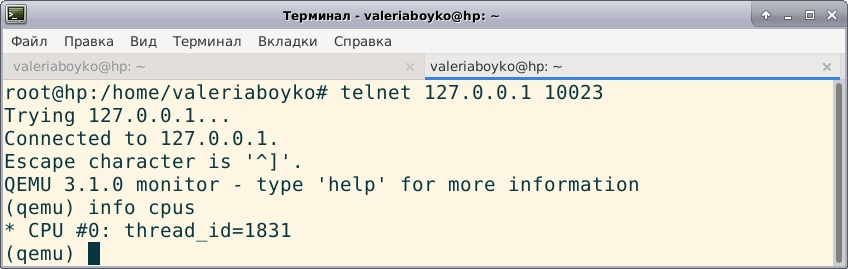 Терминал - valeriaboyko@hp: ~
Файл Правка Вид Терминал Вкладки Справка
valeriaboyko@hp: ~ valeriaboyko@hp: ~
root@hp:/home/valeriaboyko# telnet 127.0.0.1 10023
Trying 127.0.0.1...
Connected to 127.0.0.1.
Escape character is '^]'.
QEMU 3.1.0 monitor - type 'help' for more information
(qemu) info cpus
* CPU #0: thread_id=1831
(qemu)